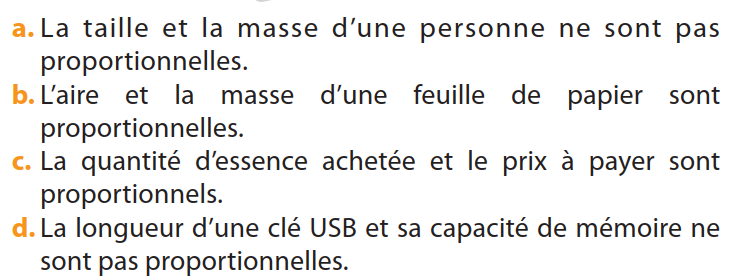 a. La taille et la masse d’une personne ne sont pas
proportionnelles.
b. L’aire et la masse d’une feuille de papier sont
proportionnelles.
c. La quantité d’essence achetée et le prix à payer sont
proportionnels.
d. La longueur d’une clé USB et sa capacité de mémoire ne
sont pas proportionnelles.